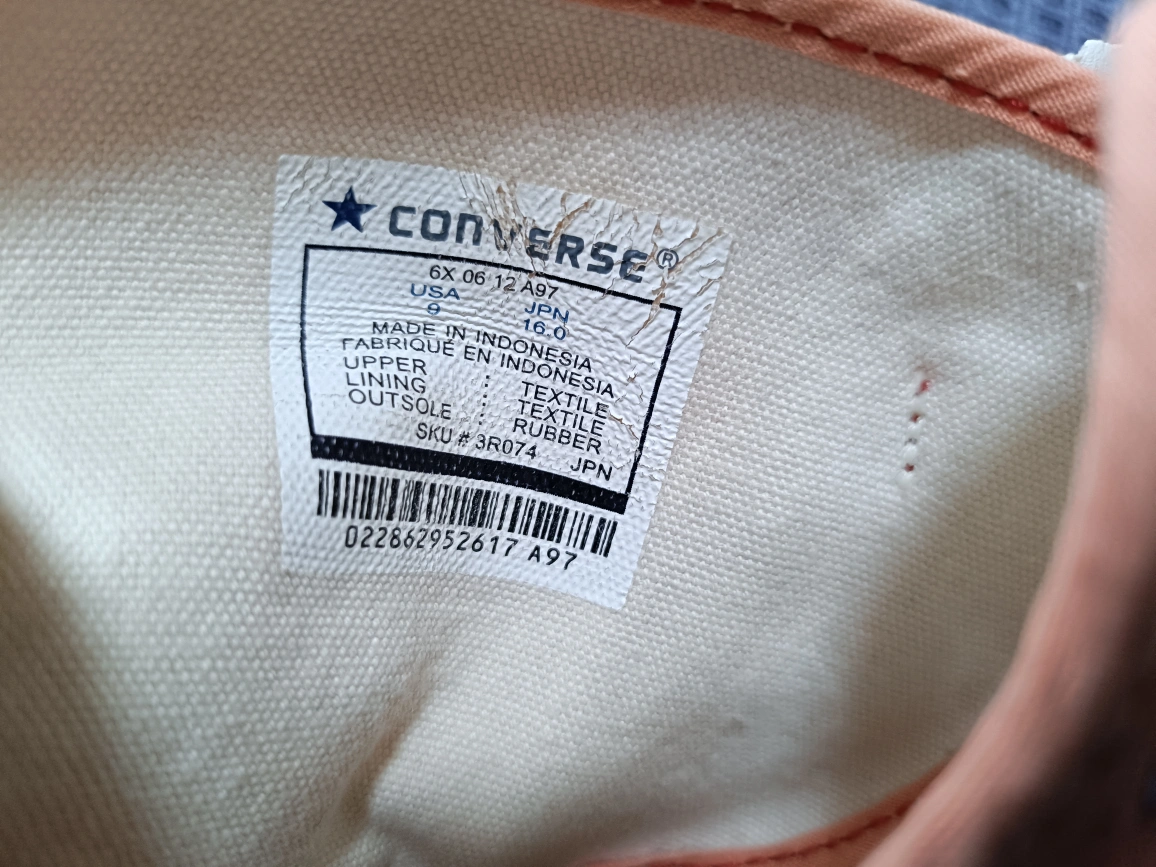 CONVERSE®
6X 06 12 A97
USA JPN
9 16.0
MADE IN INDONESIA
FABRIQUÉ EN INDONESIA
UPPER : TEXTILE
LINING : TEXTILE
OUTSOLE : RUBBER
SKU # 3R074 JPN
022862952617 A97